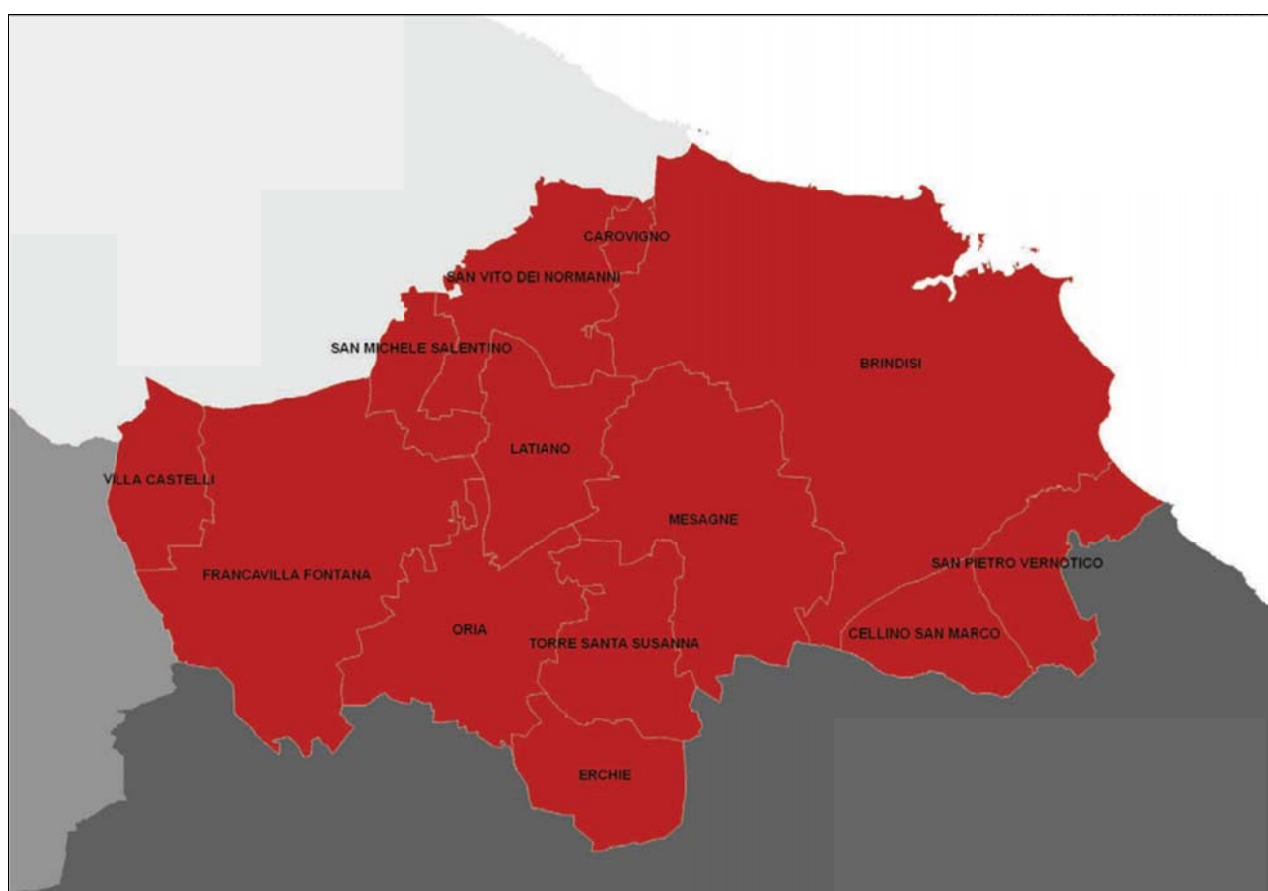 CAROVIGNO
SAN VITO DEI NORMANNI
SAN MICHELE SALENTINO
BRINDISI
LATIANO
VILLA CASTELLI
MESAGNE
FRANCAVILLA FONTANA
SAN PIETRO VERNOTICO
ORIA
CELLINO SAN MARCO
TORRE SANTA SUSANNA
ERCHIE